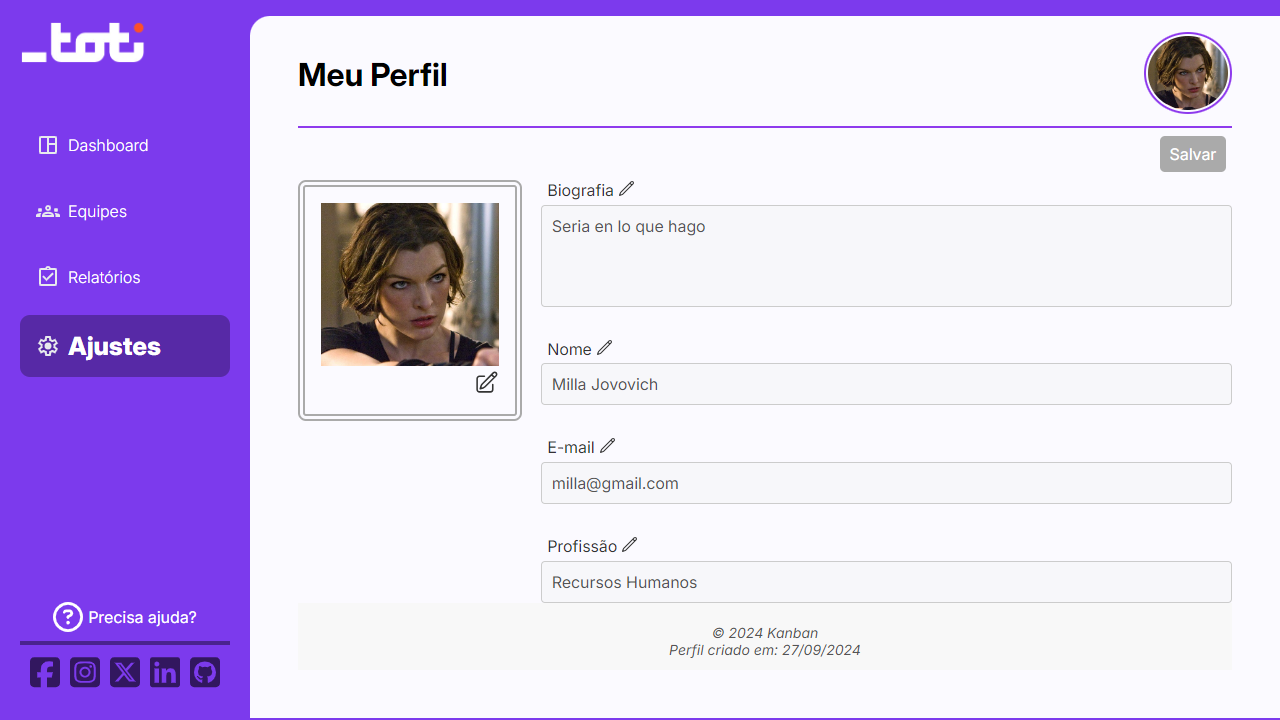 _toti
Meu Perfil
Dashboard
Salvar
Biografia
Equipes
Seria en lo que hago
Relatórios
Ajustes
Nome
Milla Jovovich
E-mail
milla@gmail.com
Profissão
Recursos Humanos
Precisa ajuda?
© 2024 Kanban
Perfil criado em: 27/09/2024